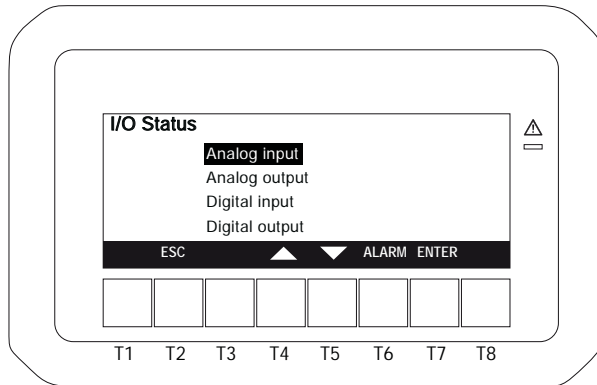 I/O Status
Analog input
Analog output
Digital input
Digital output
ESC ALARM ENTER
T1 T2 T3 T4 T5 T6 T7 T8